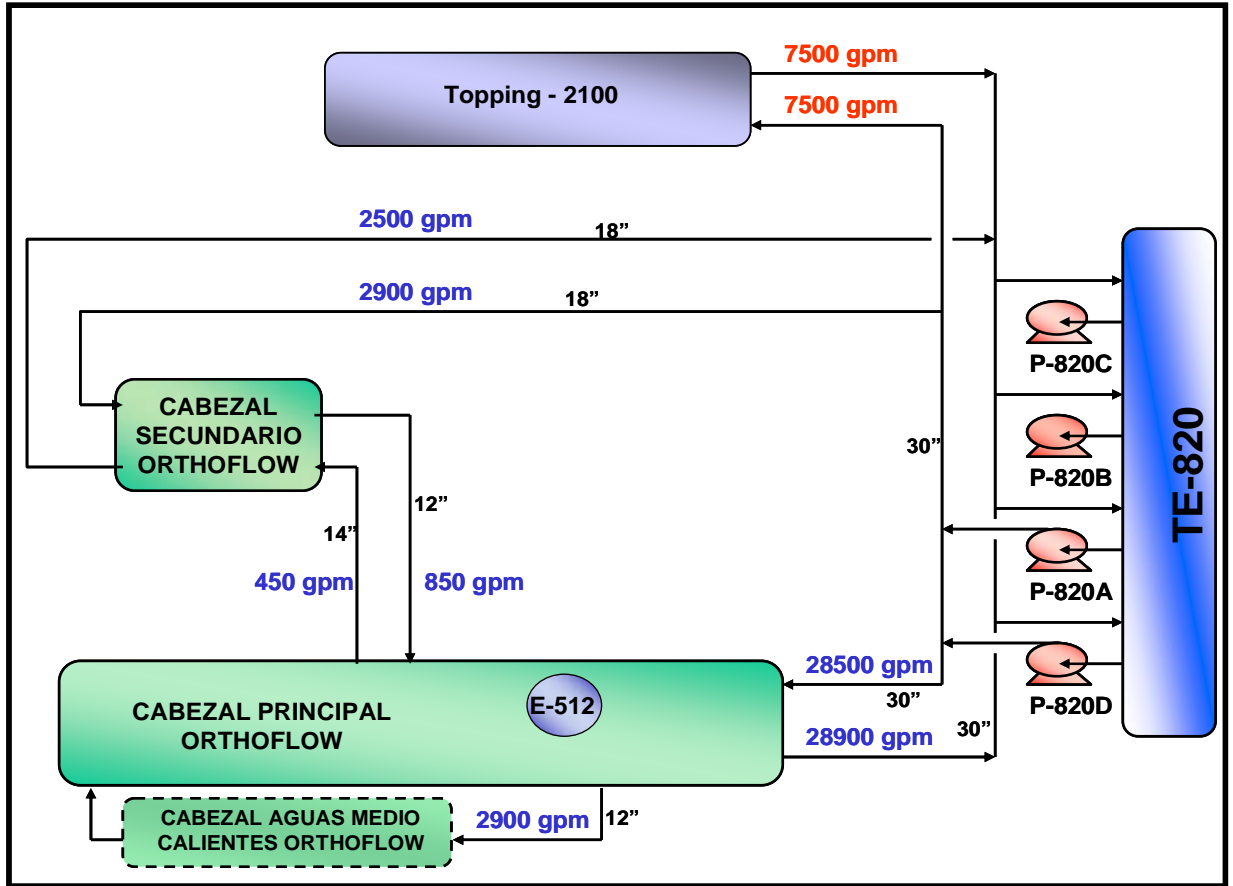 7500 gpm
Topping - 2100
7500 gpm
2500 gpm
18”
2900 gpm
18”
P-820C
CABEZAL
SECUNDARIO
ORTHOFLOW
30”
P-820B
TE-820
12”
14”
450 gpm
850 gpm
P-820A
28500 gpm
E-512
30”
P-820D
CABEZAL PRINCIPAL
ORTHOFLOW
28900 gpm
30”
CABEZAL AGUAS MEDIO
CALIENTES ORTHOFLOW
2900 gpm
12”